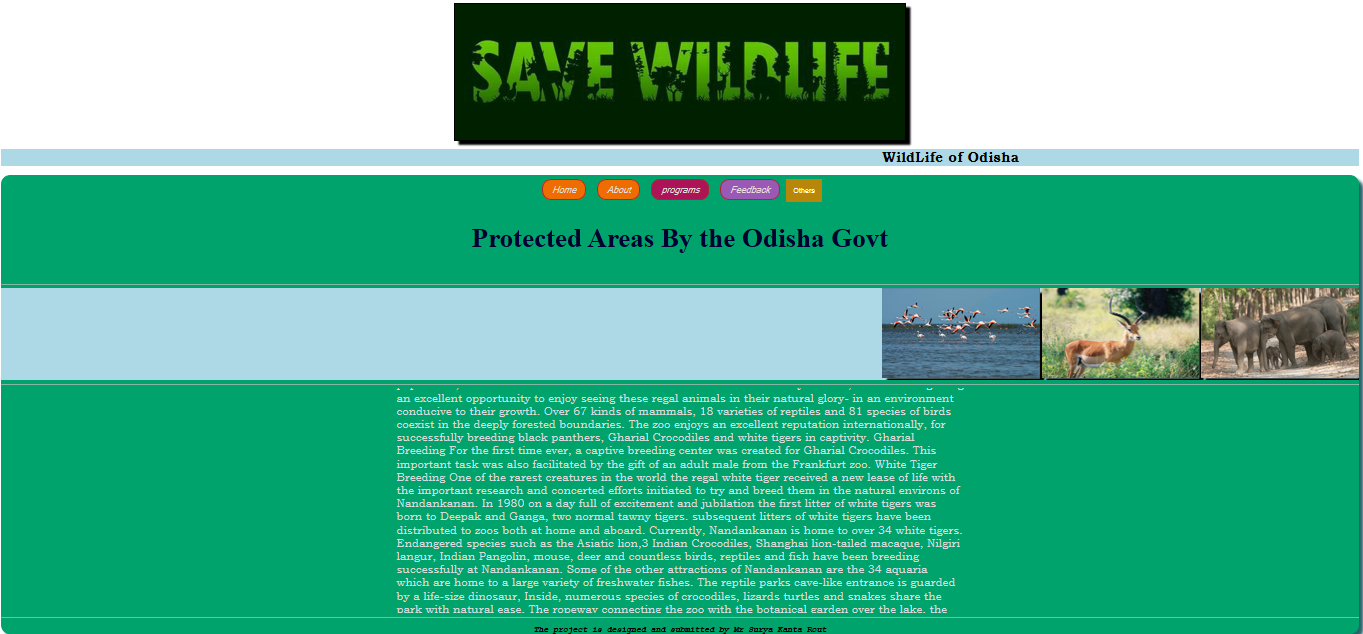 SAVE WILDLIFE
WildLife of Odisha
Home About programs Feedback Others
Protected Areas By the Odisha Govt
an excellent opportunity to enjoy seeing these regal animals in their natural glory- in an environment
conducive to their growth. Over 67 kinds of mammals, 18 varieties of reptiles and 81 species of birds
coexist in the deeply forested boundaries. The zoo enjoys an excellent reputation internationally, for
successfully breeding black panthers, Gharial Crocodiles and white tigers in captivity. Gharial
Breeding For the first time ever, a captive breeding center was created for Gharial Crocodiles. This
important task was also facilitated by the gift of an adult male from the Frankfurt zoo. White Tiger
Breeding One of the rarest creatures in the world the regal white tiger received a new lease of life with
the important research and concerted efforts initiated to try and breed them in the natural environs of
Nandankanan. In 1980 on a day full of excitement and jubilation the first litter of white tigers was
born to Deepak and Ganga, two normal tawny tigers. subsequent litters of white tigers have been
distributed to zoos both at home and aboard. Currently, Nandankanan is home to over 34 white tigers.
Endangered species such as the Asiatic lion,3 Indian Crocodiles, Shanghai lion-tailed macaque, Nilgiri
langur, Indian Pangolin, mouse, deer and countless birds, reptiles and fish have been breeding
successfully at Nandankanan. Some of the other attractions of Nandankanan are the 34 aquaria
which are home to a large variety of freshwater fishes. The reptile parks cave-like entrance is guarded
by a life-size dinosaur, Inside, numerous species of crocodiles, lizards turtles and snakes share the
park with natural ease. The ropeway connecting the zoo with the botanical garden over the lake, the
The project is designed and submitted by Mr Surya Kanta Rout